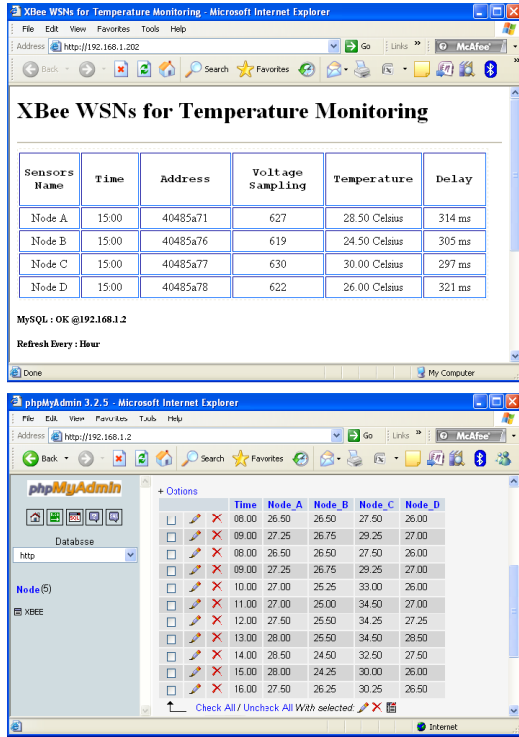 XBee WSNs for Temperature Monitoring - Microsoft Internet Explorer
File Edit View Favorites Tools Help
Address http://192.168.1.202 Go Links » McAfee
Back Search Favorites »
XBee WSNs for Temperature Monitoring
Sensors Name Time Address Voltage Sampling Temperature Delay
Node A 15:00 40485a71 627 28.50 Celsius 314 ms
Node B 15:00 40485a76 619 24.50 Celsius 305 ms
Node C 15:00 40485a77 630 30.00 Celsius 297 ms
Node D 15:00 40485a78 622 26.00 Celsius 321 ms
MySQL : OK @192.168.1.2
Refresh Every : Hour
Done My Computer
phpMyAdmin 3.2.5 - Microsoft Internet Explorer
File Edit View Favorites Tools Help
Address http://192.168.1.2 Go Links » McAfee
Back Search Favorites
phpMyAdmin
SQL
Database
http
Node (5)
XBEE
+ Options
Time Node_A Node_B Node_C Node_D
08.00 26.50 26.50 27.50 26.00
09.00 27.25 26.75 29.25 27.00
08.00 26.50 26.50 27.50 26.00
09.00 27.25 26.75 29.25 27.00
10.00 27.00 25.25 33.00 26.00
11.00 27.00 25.00 34.50 27.00
12.00 27.50 25.50 34.25 27.25
13.00 28.00 25.50 34.50 28.50
14.00 28.50 24.50 32.50 27.50
15.00 28.00 24.25 30.00 26.00
16.00 27.50 26.25 30.25 26.50
Check All / Uncheck All With selected:
Internet